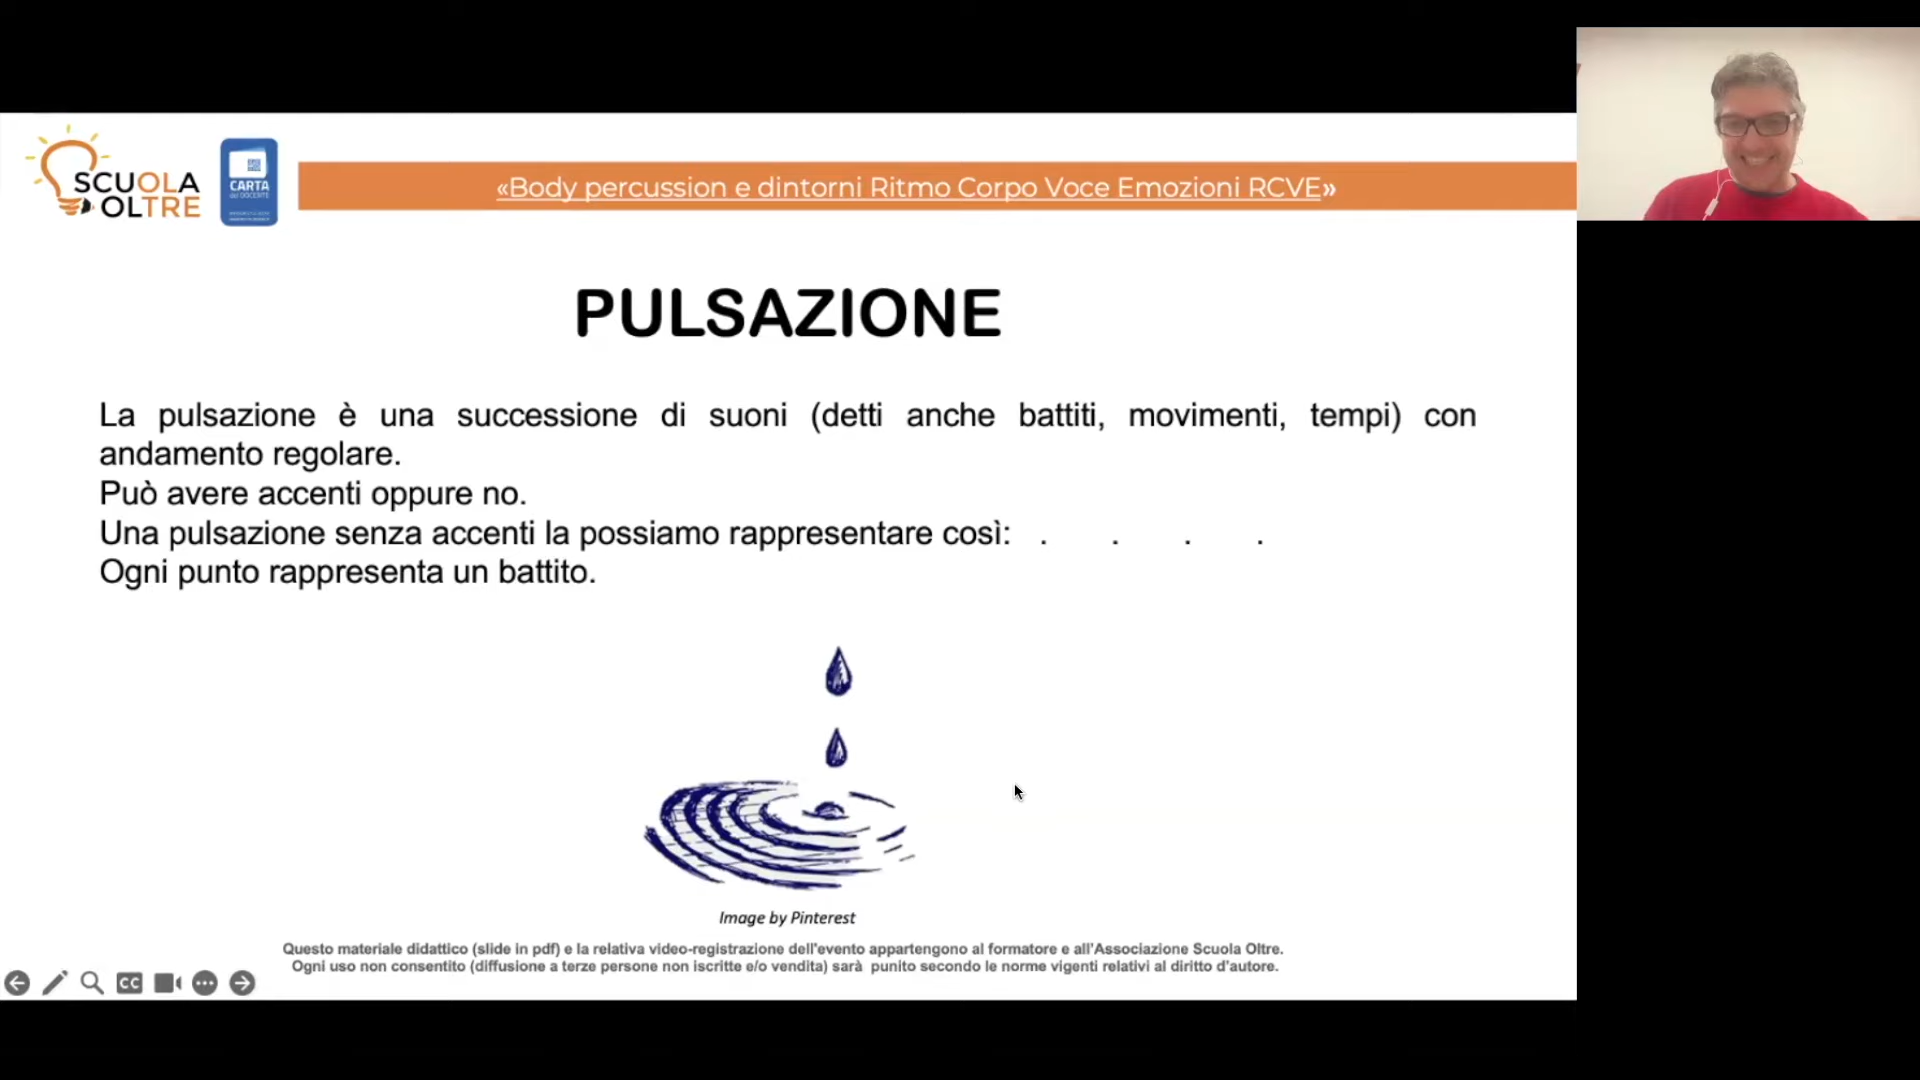 SCUOLA
OLTRE
CARTA
del DOCENTE
«Body percussion e dintorni Ritmo Corpo Voce Emozioni RCVE»
PULSAZIONE
La pulsazione è una successione di suoni (detti anche battiti, movimenti, tempi) con
andamento regolare.
Può avere accenti oppure no.
Una pulsazione senza accenti la possiamo rappresentare così: . . . .
Ogni punto rappresenta un battito.
Image by Pinterest
Questo materiale didattico (slide in pdf) e la relativa video-registrazione dell'evento appartengono al formatore e all'Associazione Scuola Oltre.
Ogni uso non consentito (diffusione a terze persone non iscritte e/o vendita) sarà punito secondo le norme vigenti relativi al diritto d'autore.
CC